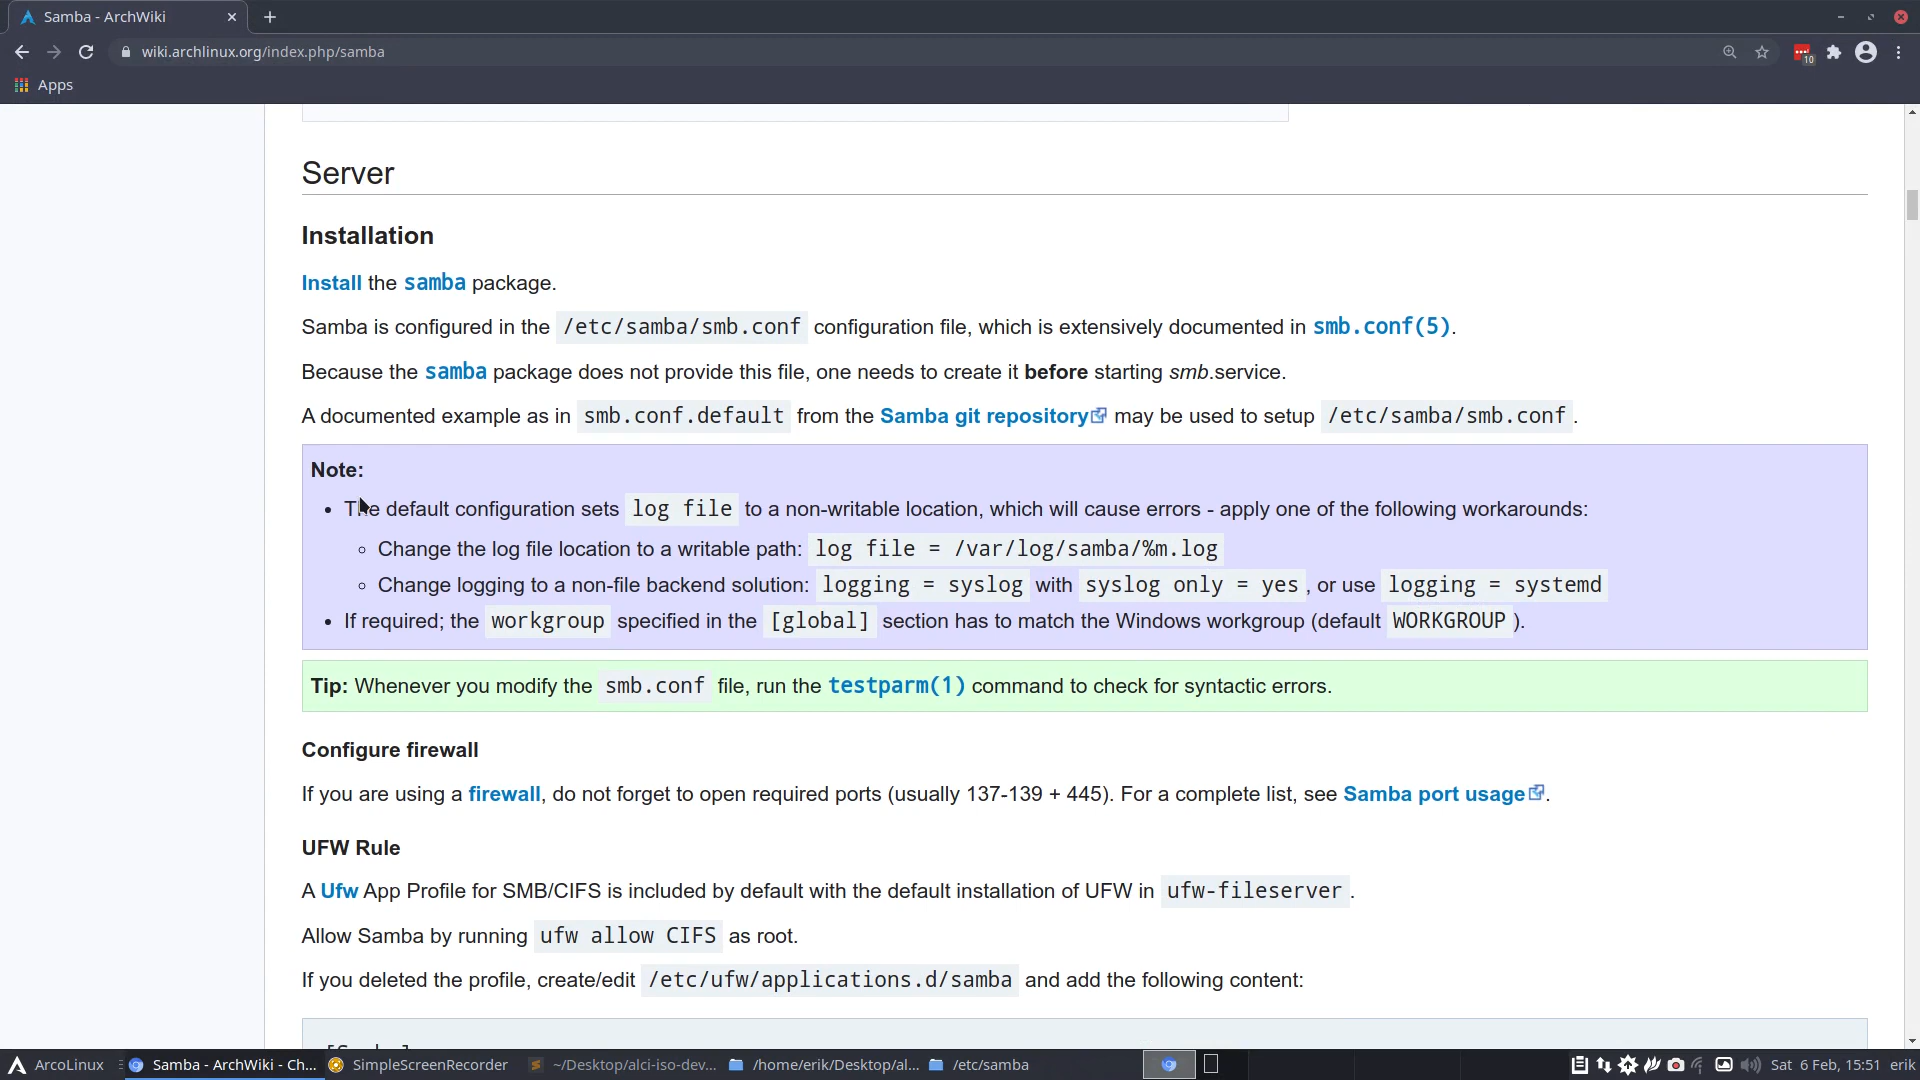 Samba - ArchWiki
wiki.archlinux.org/index.php/samba
10
Apps
Server
Installation
Install the samba package.
Samba is configured in the /etc/samba/smb.conf configuration file, which is extensively documented in smb.conf(5).
Because the samba package does not provide this file, one needs to create it before starting smb.service.
A documented example as in smb.conf.default from the Samba git repository may be used to setup /etc/samba/smb.conf.
Note:
• The default configuration sets log file to a non-writable location, which will cause errors - apply one of the following workarounds:
◦ Change the log file location to a writable path: log file = /var/log/samba/%m.log
◦ Change logging to a non-file backend solution: logging = syslog with syslog only = yes, or use logging = systemd
• If required; the workgroup specified in the [global] section has to match the Windows workgroup (default WORKGROUP).
Tip: Whenever you modify the smb.conf file, run the testparm(1) command to check for syntactic errors.
Configure firewall
If you are using a firewall, do not forget to open required ports (usually 137-139 + 445). For a complete list, see Samba port usage.
UFW Rule
A Ufw App Profile for SMB/CIFS is included by default with the default installation of UFW in ufw-fileserver.
Allow Samba by running ufw allow CIFS as root.
If you deleted the profile, create/edit /etc/ufw/applications.d/samba and add the following content:
ArcoLinux Samba - ArchWiki - Ch... SimpleScreenRecorder ~/Desktop/alci-iso-dev... /home/erik/Desktop/al... /etc/samba Sat 6 Feb, 15:51 erik